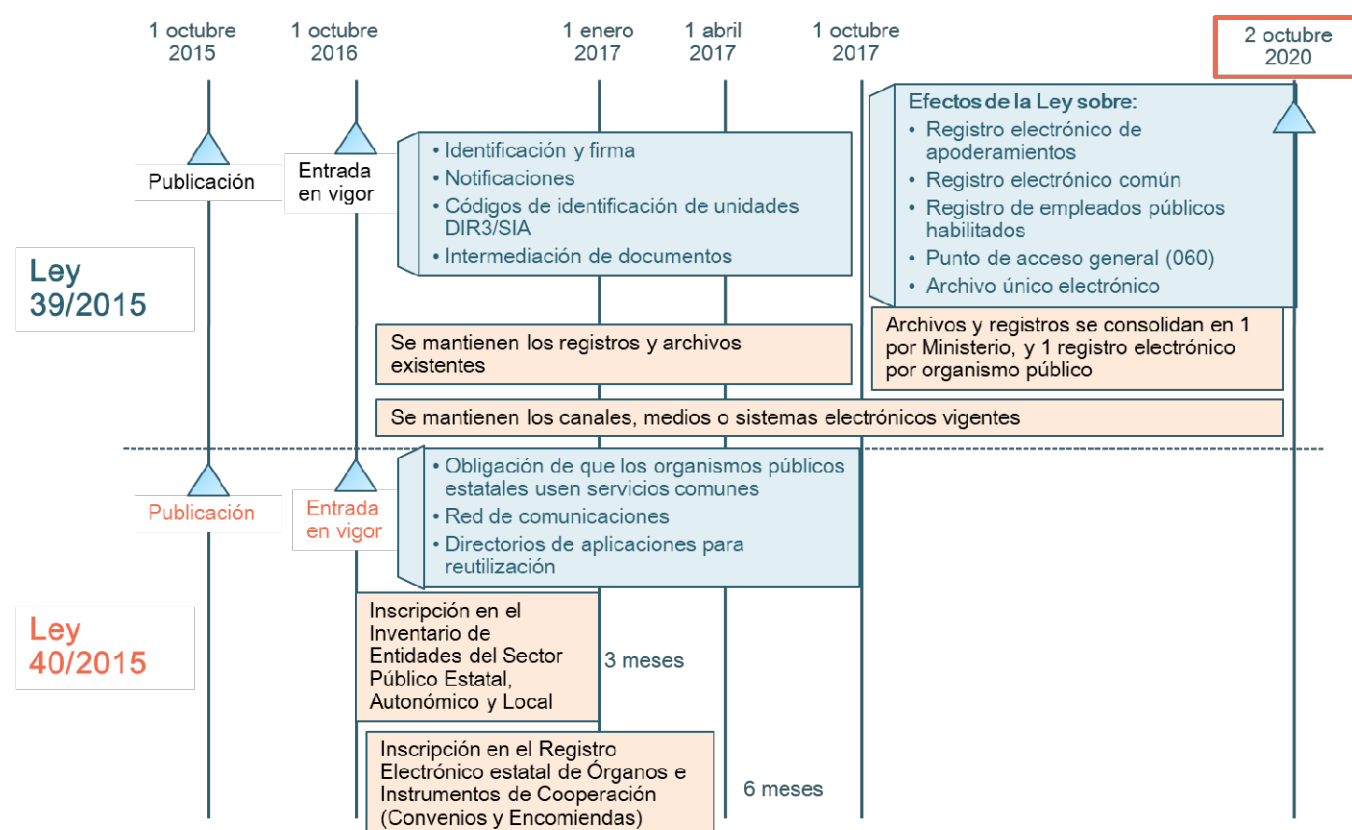 1 octubre
2015
1 octubre
2016
1 enero
2017
1 abril
2017
1 octubre
2017
2 octubre
2020
Ley
39/2015
Publicación
Entrada
en vigor
• Identificación y firma
• Notificaciones
• Códigos de identificación de unidades
DIR3/SIA
• Intermediación de documentos
Efectos de la Ley sobre:
• Registro electrónico de
apoderamientos
• Registro electrónico común
• Registro de empleados públicos
habilitados
• Punto de acceso general (060)
• Archivo único electrónico
Se mantienen los registros y archivos
existentes
Archivos y registros se consolidan en 1
por Ministerio, y 1 registro electrónico
por organismo público
Se mantienen los canales, medios o sistemas electrónicos vigentes
Ley
40/2015
Publicación
Entrada
en vigor
• Obligación de que los organismos públicos
estatales usen servicios comunes
• Red de comunicaciones
• Directorios de aplicaciones para
reutilización
Inscripción en el
Inventario de
Entidades del Sector
Público Estatal,
Autonómico y Local
3 meses
Inscripción en el Registro
Electrónico estatal de Órganos e
Instrumentos de Cooperación
(Convenios y Encomiendas)
6 meses